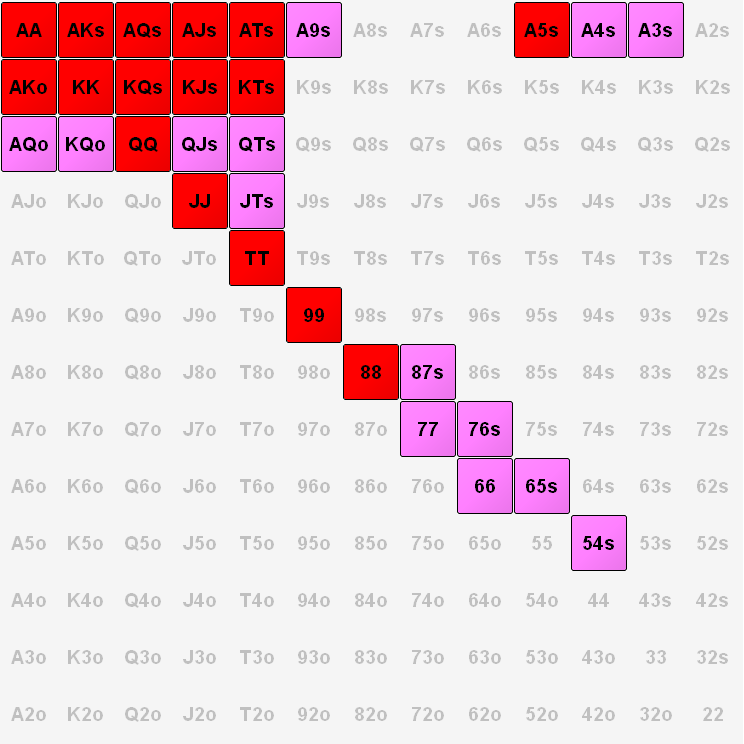 AA AKs AQs AJs ATs A9s A8s A7s A6s A5s A4s A3s A2s
AKo KK KQs KJs KTs K9s K8s K7s K6s K5s K4s K3s K2s
AQo KQo QQ QJs QTs Q9s Q8s Q7s Q6s Q5s Q4s Q3s Q2s
AJo KJo QJo JJ JTs J9s J8s J7s J6s J5s J4s J3s J2s
ATo KTo QTo JTo TT T9s T8s T7s T6s T5s T4s T3s T2s
A9o K9o Q9o J9o T9o 99 98s 97s 96s 95s 94s 93s 92s
A8o K8o Q8o J8o T8o 98o 88 87s 86s 85s 84s 83s 82s
A7o K7o Q7o J7o T7o 97o 87o 77 76s 75s 74s 73s 72s
A6o K6o Q6o J6o T6o 96o 86o 76o 66 65s 64s 63s 62s
A5o K5o Q5o J5o T5o 95o 85o 75o 65o 55 54s 53s 52s
A4o K4o Q4o J4o T4o 94o 84o 74o 64o 54o 44 43s 42s
A3o K3o Q3o J3o T3o 93o 83o 73o 63o 53o 43o 33 32s
A2o K2o Q2o J2o T2o 92o 82o 72o 62o 52o 42o 32o 22